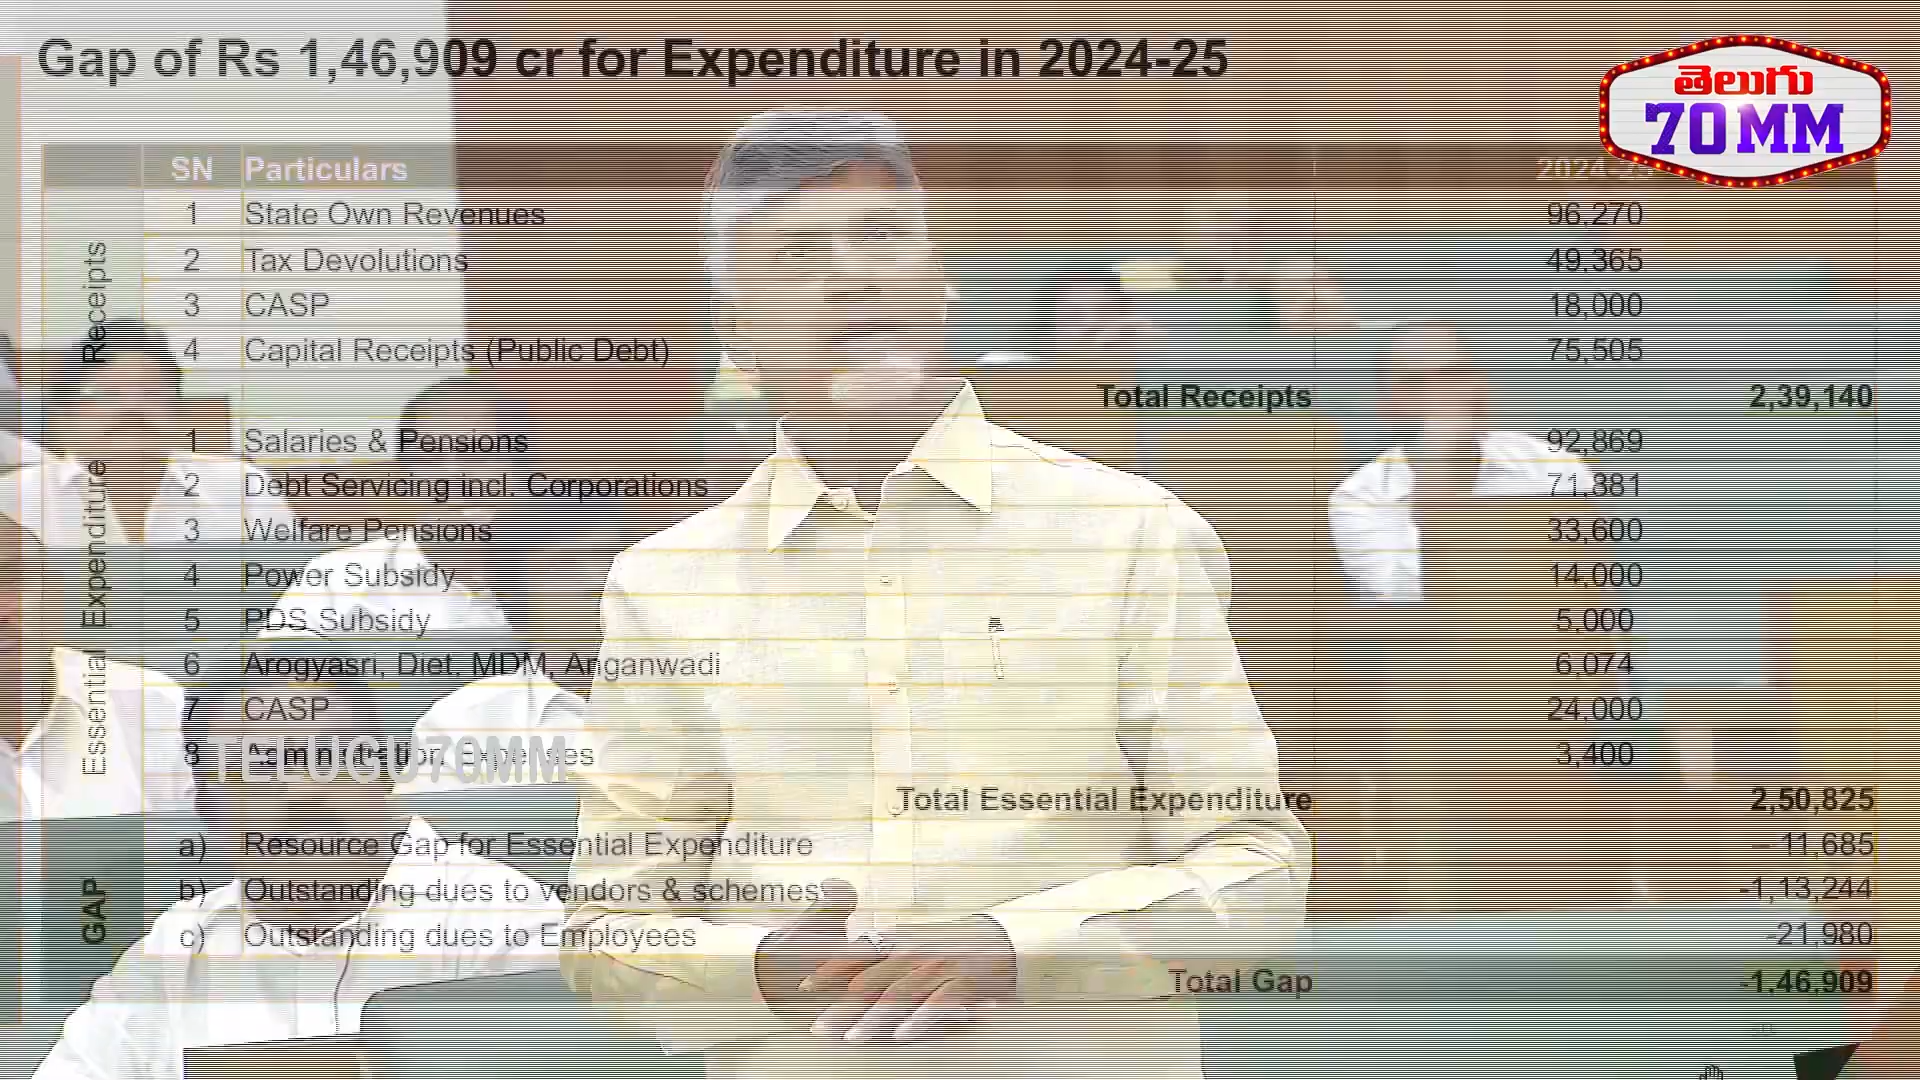 Gap of Rs 1,46,909 cr for Expenditure in 2024-25
తెలుగు
70MM
SN Particulars 2024-25
Receipts
1 State Own Revenues 96,270
2 Tax Devolutions 49,365
3 CASP 18,000
4 Capital Receipts (Public Debt) 75,505
Total Receipts 2,39,140
Essential Expenditure
1 Salaries & Pensions 92,869
2 Debt Servicing incl. Corporations 71,881
3 Welfare Pensions 33,600
4 Power Subsidy 14,000
5 PDS Subsidy 5,000
6 Arogyasri, Diet, MDM, Anganwadi 6,074
7 CASP 24,000
8 Administration Expenses 3,400
TELUGU70MM
Total Essential Expenditure 2,50,825
GAP
a) Resource Gap for Essential Expenditure – 11,685
b) Outstanding dues to vendors & schemes -1,13,244
c) Outstanding dues to Employees -21,980
Total Gap -1,46,909